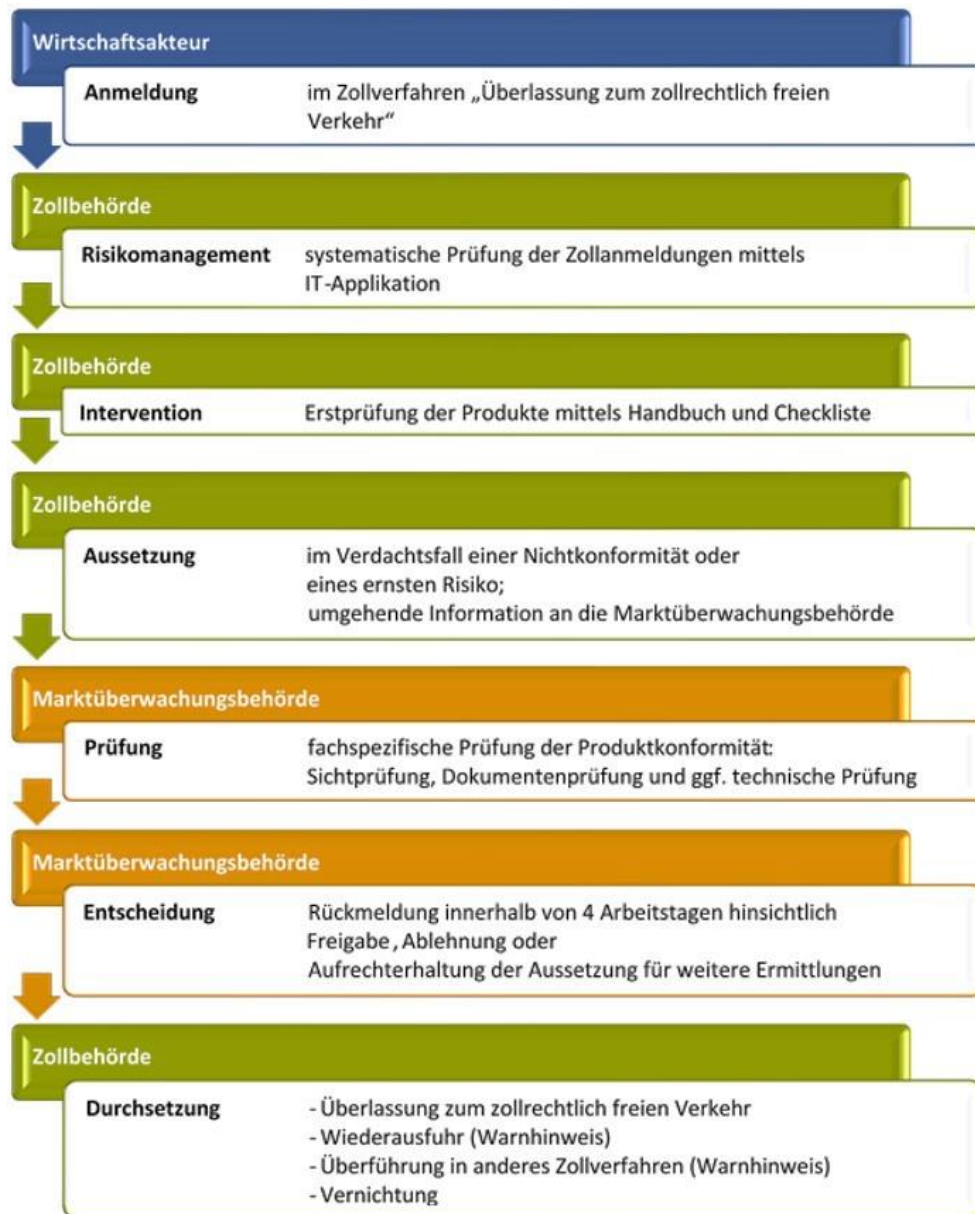 Wirtschaftsakteur
Anmeldung im Zollverfahren „Überlassung zum zollrechtlich freien
Verkehr“
Zollbehörde
Risikomanagement systematische Prüfung der Zollanmeldungen mittels
IT-Applikation
Zollbehörde
Intervention Erstprüfung der Produkte mittels Handbuch und Checkliste
Zollbehörde
Aussetzung im Verdachtsfall einer Nichtkonformität oder
eines ernsten Risiko;
umgehende Information an die Marktüberwachungsbehörde
Marktüberwachungsbehörde
Prüfung fachspezifische Prüfung der Produktkonformität:
Sichtprüfung, Dokumentenprüfung und ggf. technische Prüfung
Marktüberwachungsbehörde
Entscheidung Rückmeldung innerhalb von 4 Arbeitstagen hinsichtlich
Freigabe, Ablehnung oder
Aufrechterhaltung der Aussetzung für weitere Ermittlungen
Zollbehörde
Durchsetzung - Überlassung zum zollrechtlich freien Verkehr
- Wiederausfuhr (Warnhinweis)
- Überführung in anderes Zollverfahren (Warnhinweis)
- Vernichtung